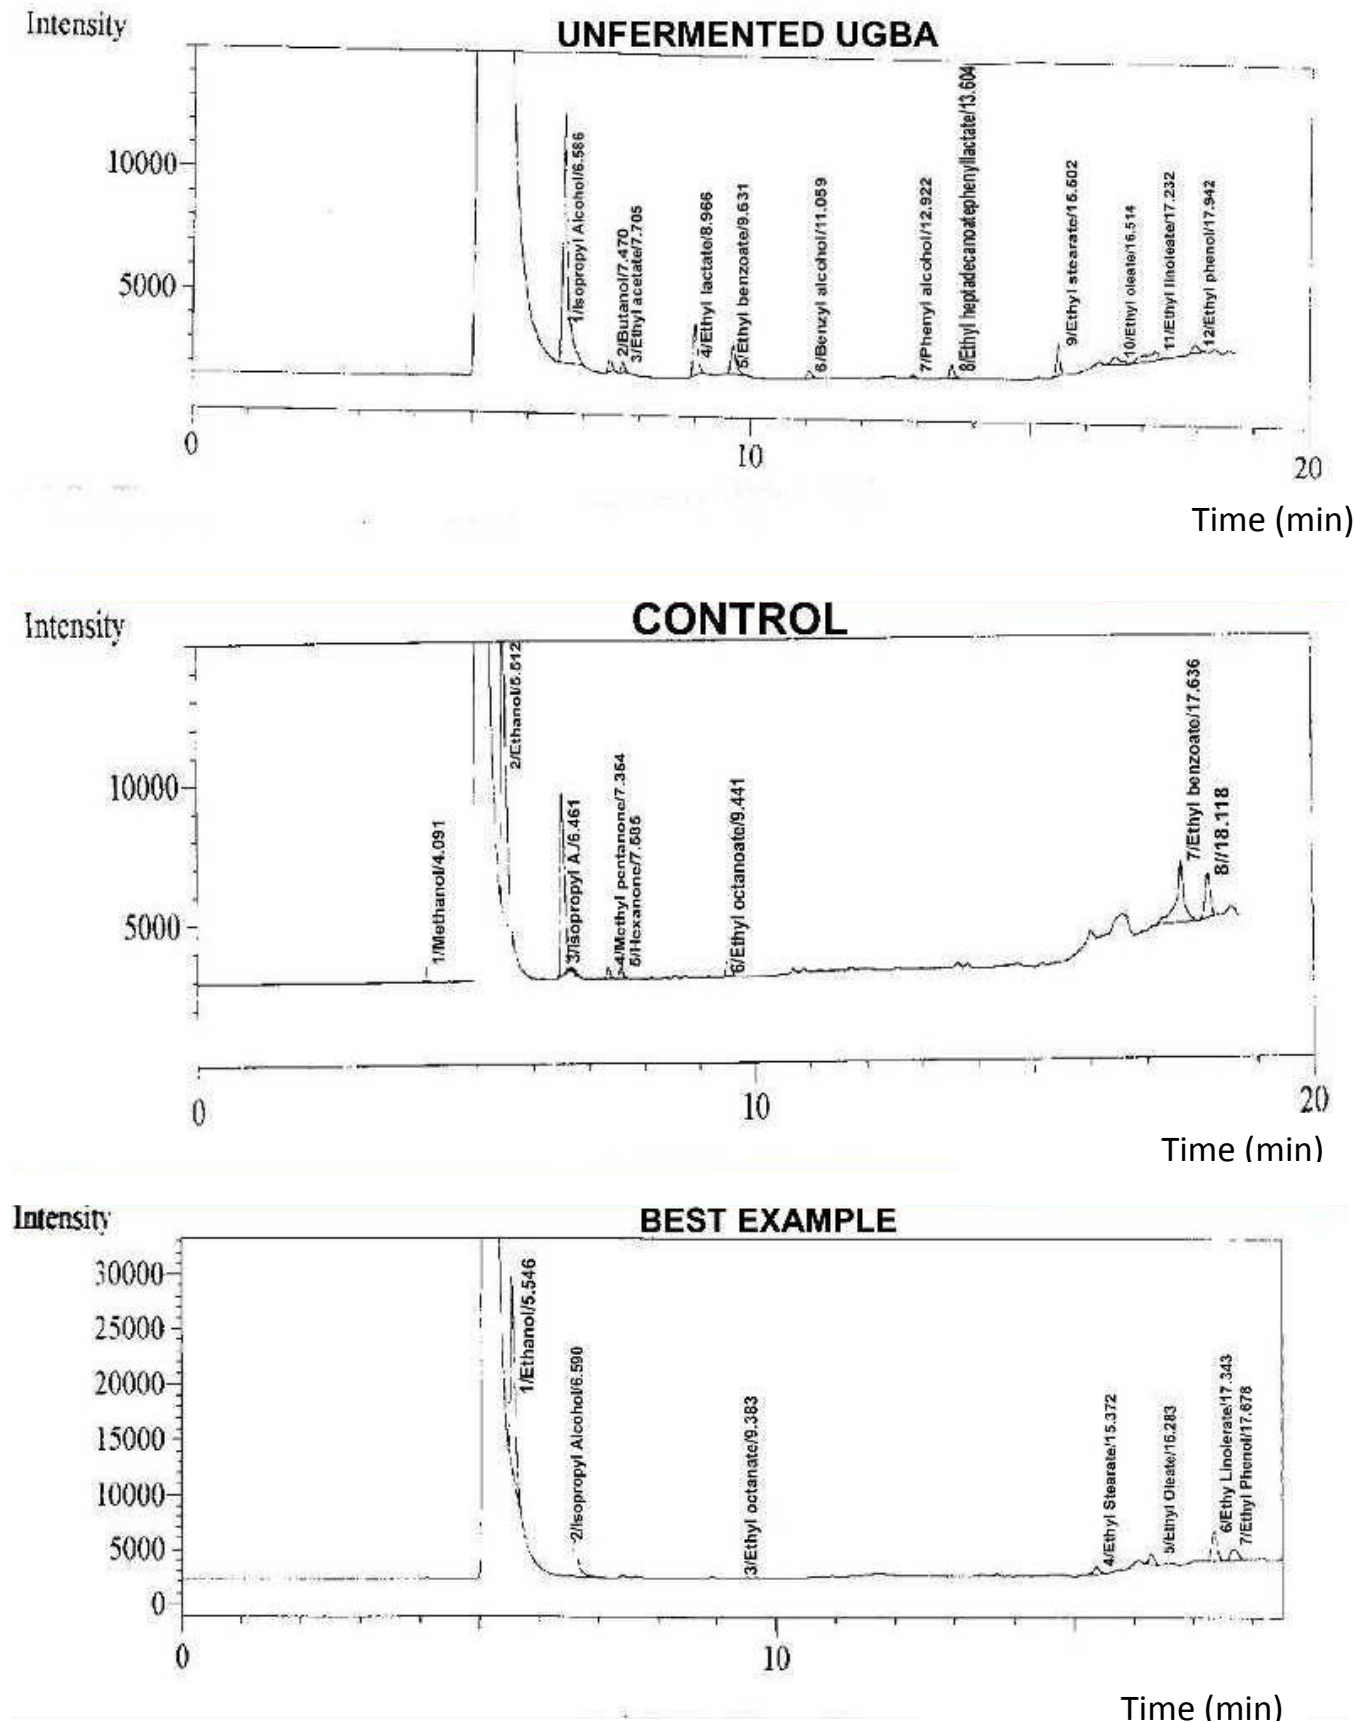 Intensity
UNFERMENTED UGBA
10000
5000
1/Isopropyl Alcohol/6.586
2/Butanol/7.470
3/Ethyl acetate/7.705
4/Ethyl lactate/8.966
5/Ethyl benzoate/9.631
6/Benzyl alcohol/11.059
7/Phenyl alcohol/12.922
8/Ethyl heptadecanoatephenyllactate/13.604
9/Ethyl stearate/15.502
10/Ethyl oleate/16.514
11/Ethyl linoleate/17.232
12/Ethyl phenol/17.942
0
10
20
Time (min)
Intensity
CONTROL
10000
5000
1/Methanol/4.091
2/Ethanol/5.512
3/Isopropyl A./6.461
4/Methyl pentanone/7.354
5/Hexanone/7.585
6/Ethyl octanoate/9.441
7/Ethyl benzoate/17.636
8//18.118
0
10
20
Time (min)
Intensity
BEST EXAMPLE
30000
25000
20000
15000
10000
5000
0
1/Ethanol/5.546
2/Isopropyl Alcohol/6.590
3/Ethyl octanate/9.383
4/Ethyl Stearate/15.372
5/Ethyl Oleate/16.283
6/Ethy Linolerate/17.343
7/Ethyl Phenol/17.678
0
10
Time (min)